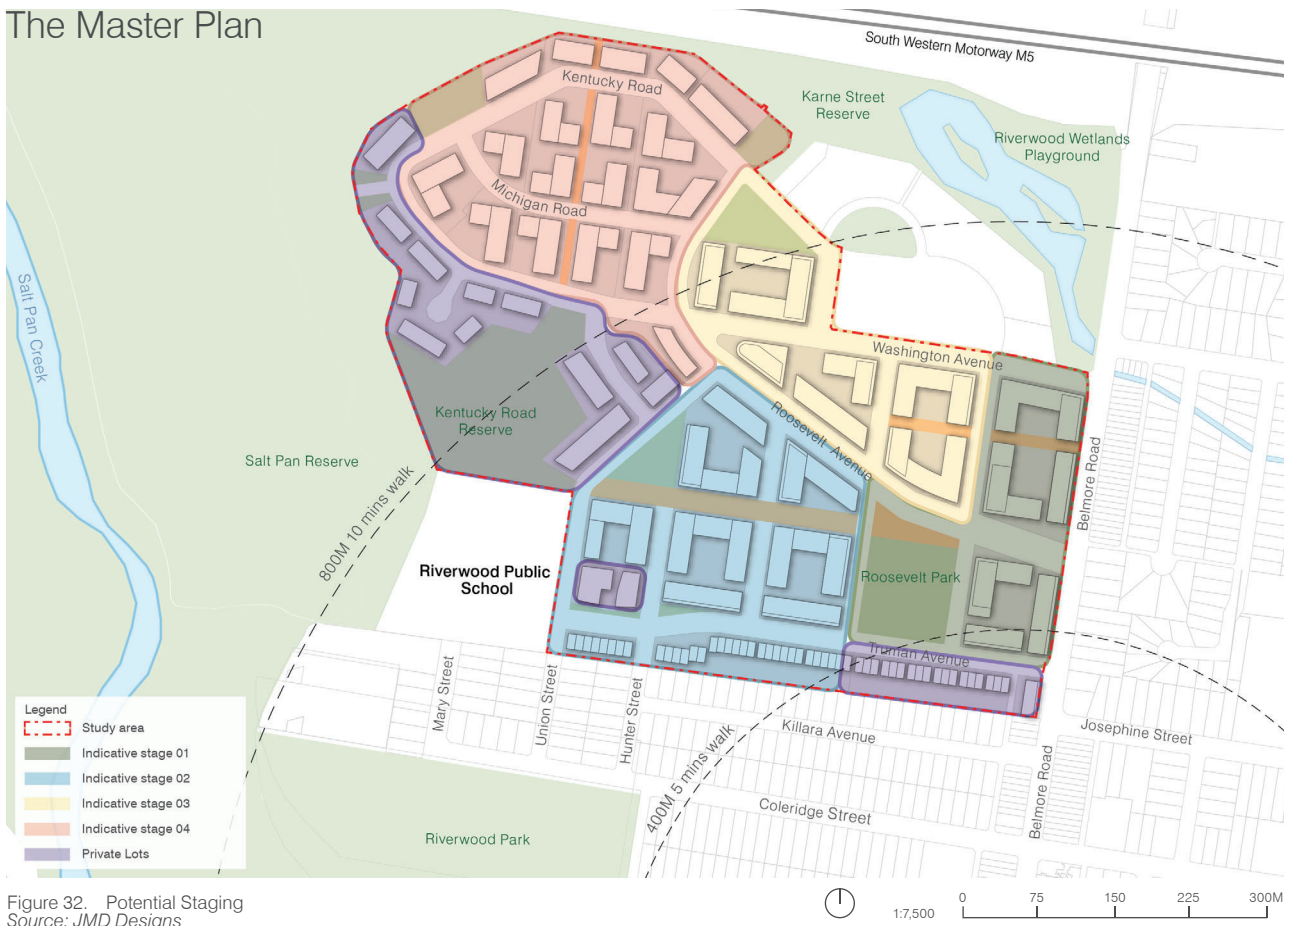 The Master Plan
South Western Motorway M5
Kentucky Road
Karne Street
Reserve
Riverwood Wetlands
Playground
Michigan Road
Salt Pan Creek
Washington Avenue
Kentucky Road
Reserve
Roosevelt Avenue
Salt Pan Reserve
Belmore Road
800M 10 mins walk
Riverwood Public
School
Roosevelt Park
Truman Avenue
Mary Street
Union Street
Hunter Street
Killara Avenue
Josephine Street
400M 5 mins walk
Coleridge Street
Belmore Road
Riverwood Park
Legend
Study area
Indicative stage 01
Indicative stage 02
Indicative stage 03
Indicative stage 04
Private Lots
Figure 32. Potential Staging
Source: JMD Designs
1:7,500
0 75 150 225 300M